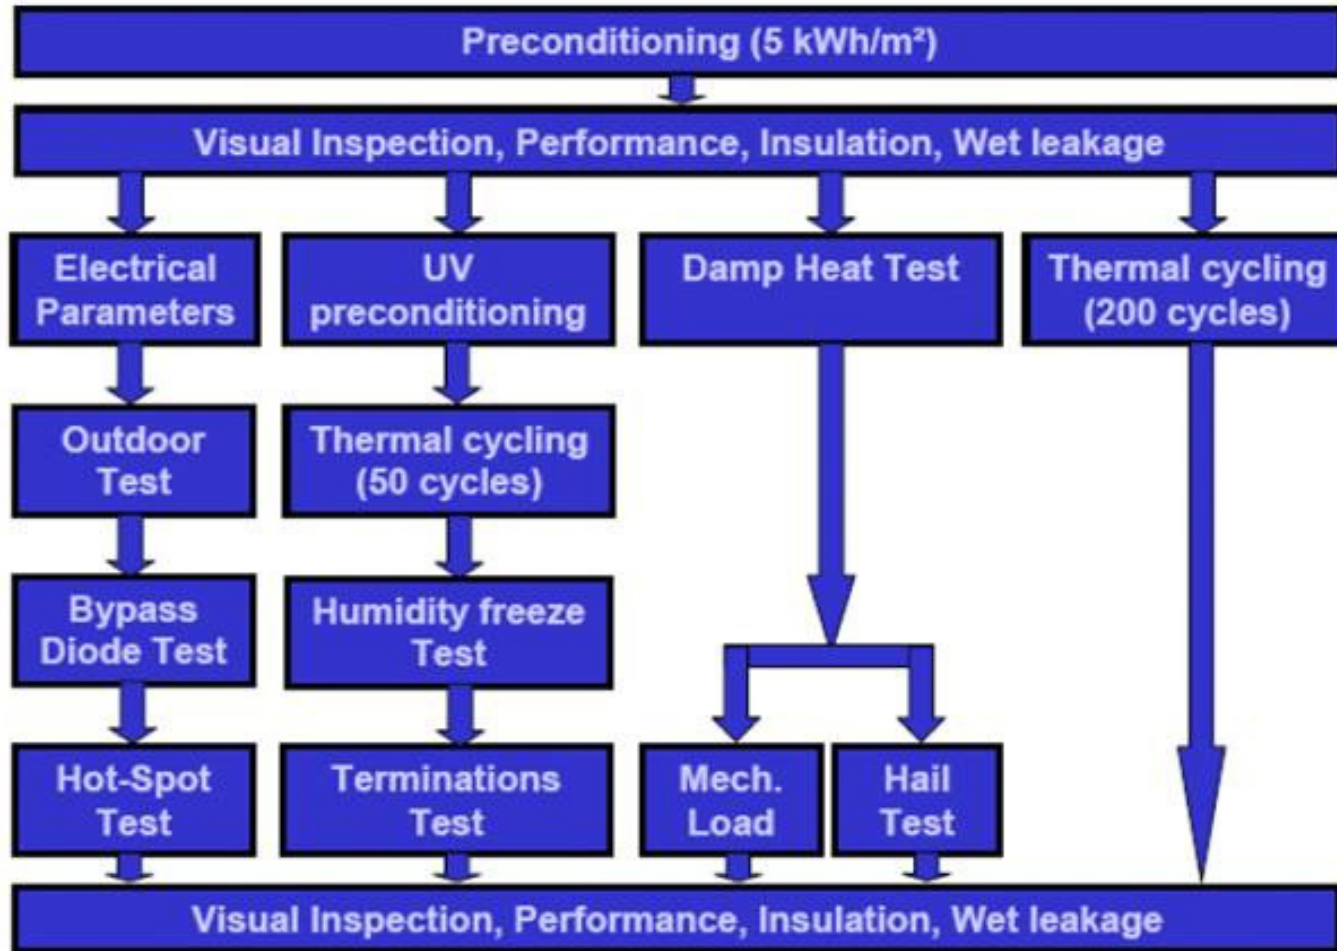 Preconditioning (5 kWh/m²)
Visual Inspection, Performance, Insulation, Wet leakage
Electrical
Parameters
UV
preconditioning
Damp Heat Test
Thermal cycling
(200 cycles)
Outdoor
Test
Thermal cycling
(50 cycles)
Bypass
Diode Test
Humidity freeze
Test
Hot-Spot
Test
Terminations
Test
Mech.
Load
Hail
Test
Visual Inspection, Performance, Insulation, Wet leakage